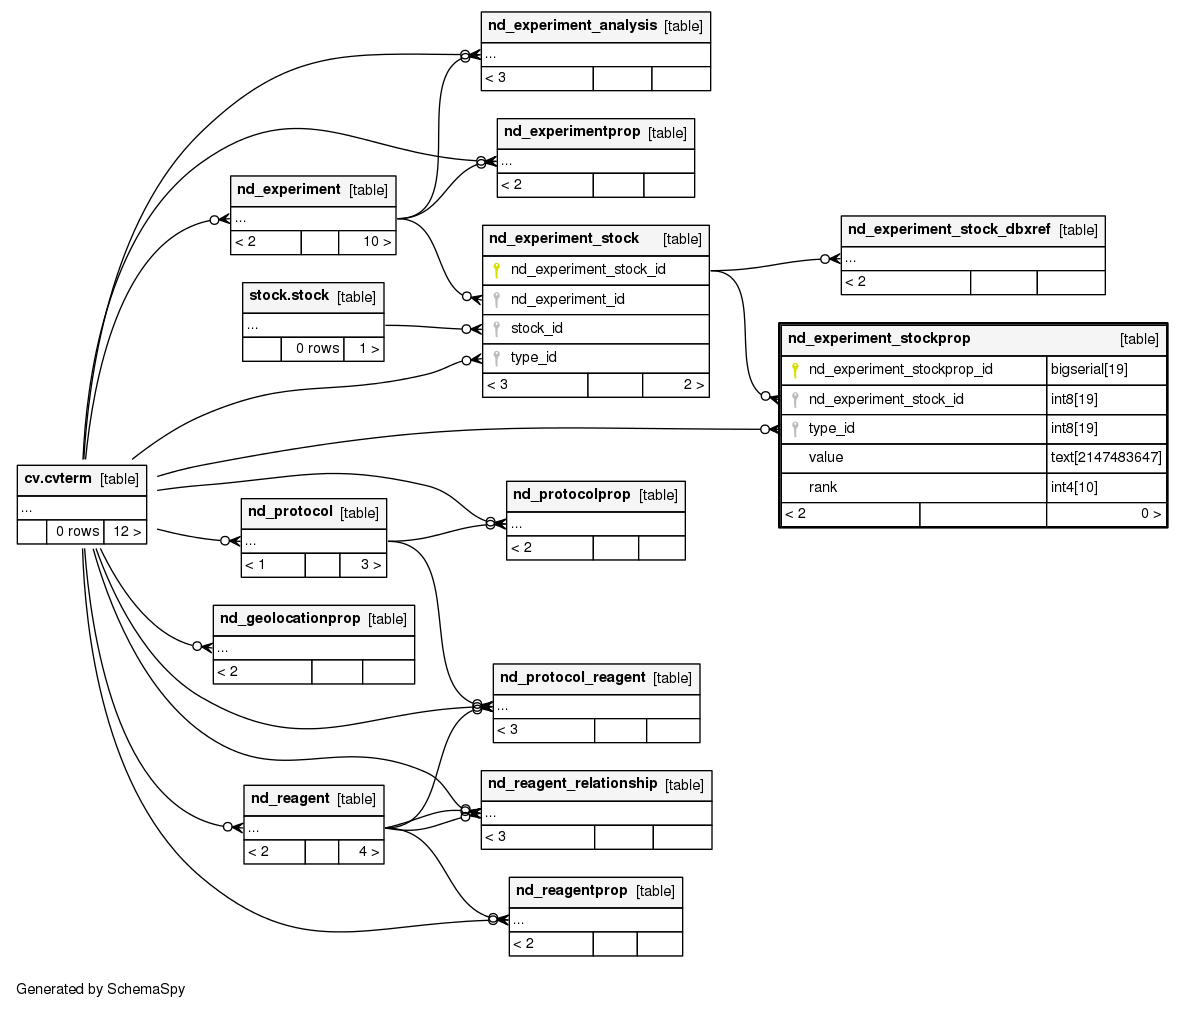 nd_experiment_analysis [table]
...
< 3
nd_experimentprop [table]
...
< 2
nd_experiment [table]
...
< 2 10 >
nd_experiment_stock [table]
nd_experiment_stock_id
nd_experiment_id
stock_id
type_id
< 3 2 >
nd_experiment_stock_dbxref [table]
...
< 2
stock.stock [table]
...
0 rows 1 >
nd_experiment_stockprop [table]
nd_experiment_stockprop_id bigserial[19]
nd_experiment_stock_id int8[19]
type_id int8[19]
value text[2147483647]
rank int4[10]
< 2 0 >
cv.cvterm [table]
...
0 rows 12 >
nd_protocolprop [table]
...
< 2
nd_protocol [table]
...
< 1 3 >
nd_geolocationprop [table]
...
< 2
nd_protocol_reagent [table]
...
< 3
nd_reagent_relationship [table]
...
< 3
nd_reagent [table]
...
< 2 4 >
nd_reagentprop [table]
...
< 2
Generated by SchemaSpy